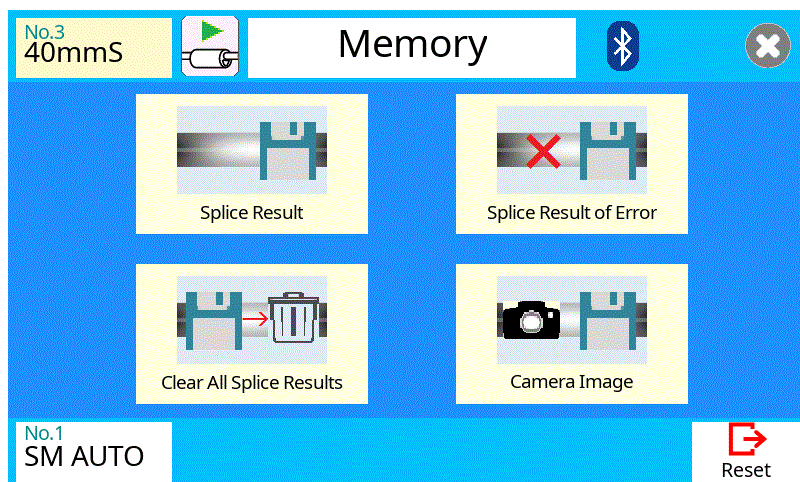 No.3
40mmS
Memory
Splice Result
Splice Result of Error
Clear All Splice Results
Camera Image
No.1
SM AUTO
Reset